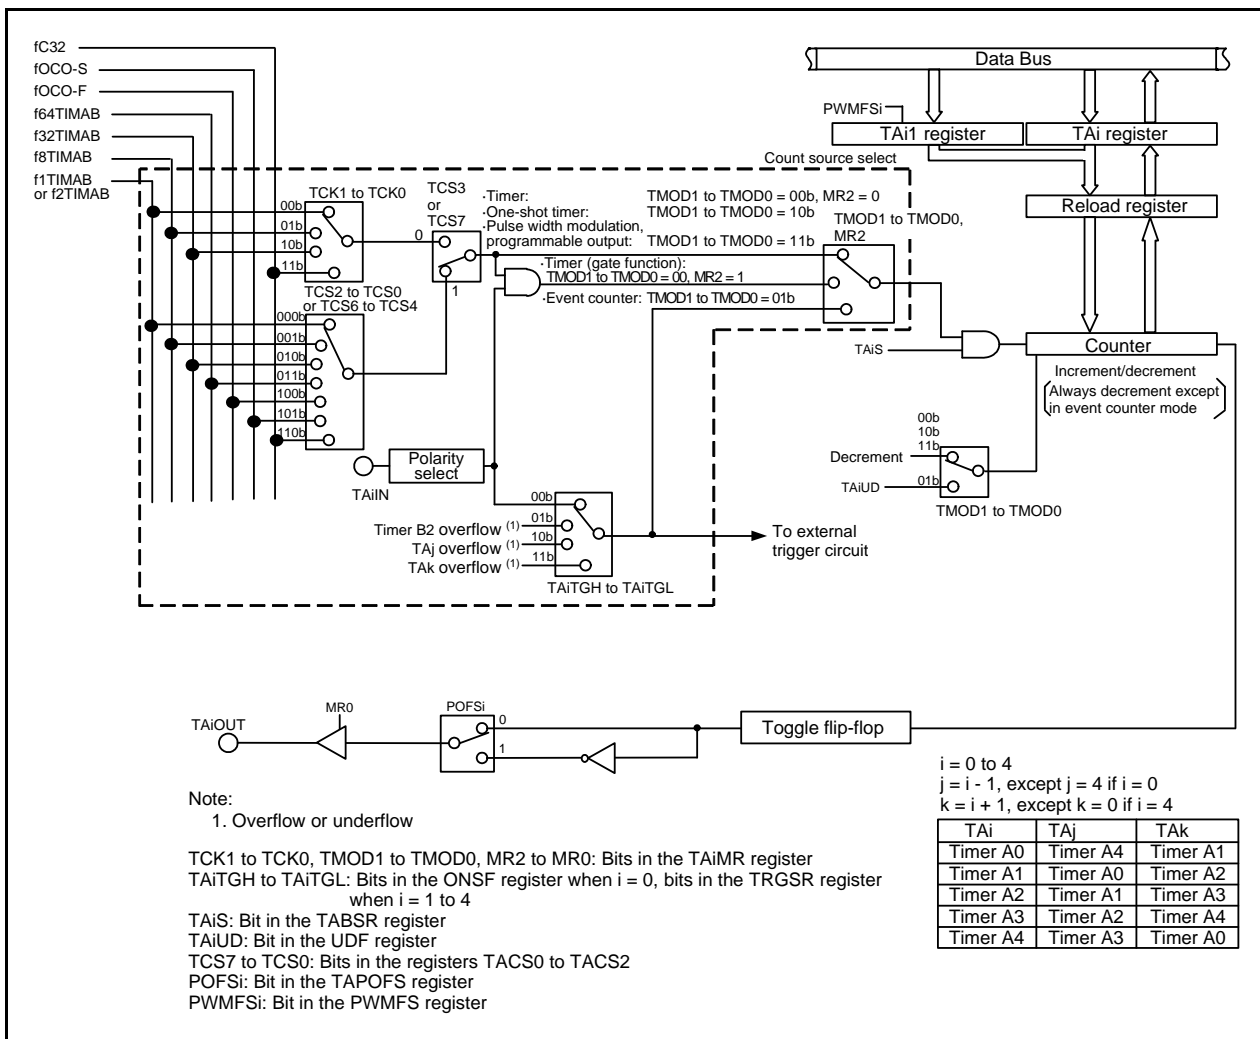 fC32
fOCO-S
fOCO-F
f64TIMAB
f32TIMAB
f8TIMAB
f1TIMAB
or f2TIMAB
Data Bus
PWMFSi
TAi1 register
TAi register
Reload register
Counter
Increment/decrement
Always decrement except
in event counter mode
Count source select
TCK1 to TCK0
00b
01b
10b
11b
TCS3
or
TCS7
0
1
TCS2 to TCS0
or TCS6 to TCS4
000b
001b
010b
011b
100b
101b
110b
·Timer: TMOD1 to TMOD0 = 00b, MR2 = 0
·One-shot timer: TMOD1 to TMOD0 = 10b
·Pulse width modulation,
programmable output: TMOD1 to TMOD0 = 11b
·Timer (gate function):
TMOD1 to TMOD0 = 00, MR2 = 1
·Event counter: TMOD1 to TMOD0 = 01b
TMOD1 to TMOD0,
MR2
TAiS
00b
10b
11b
Decrement
TAiUD
01b
TMOD1 to TMOD0
TAiIN
Polarity
select
00b
Timer B2 overflow (1)
01b
TAj overflow (1)
10b
TAk overflow (1)
11b
TAiTGH to TAiTGL
To external
trigger circuit
TAiOUT
MR0
POFSi
0
1
Toggle flip-flop
i = 0 to 4
j = i - 1, except j = 4 if i = 0
k = i + 1, except k = 0 if i = 4
TAi TAj TAk
Timer A0 Timer A4 Timer A1
Timer A1 Timer A0 Timer A2
Timer A2 Timer A1 Timer A3
Timer A3 Timer A2 Timer A4
Timer A4 Timer A3 Timer A0
Note:
1. Overflow or underflow
TCK1 to TCK0, TMOD1 to TMOD0, MR2 to MR0: Bits in the TAiMR register
TAiTGH to TAiTGL: Bits in the ONSF register when i = 0, bits in the TRGSR register
when i = 1 to 4
TAiS: Bit in the TABSR register
TAiUD: Bit in the UDF register
TCS7 to TCS0: Bits in the registers TACS0 to TACS2
POFSi: Bit in the TAPOFS register
PWMFSi: Bit in the PWMFS register